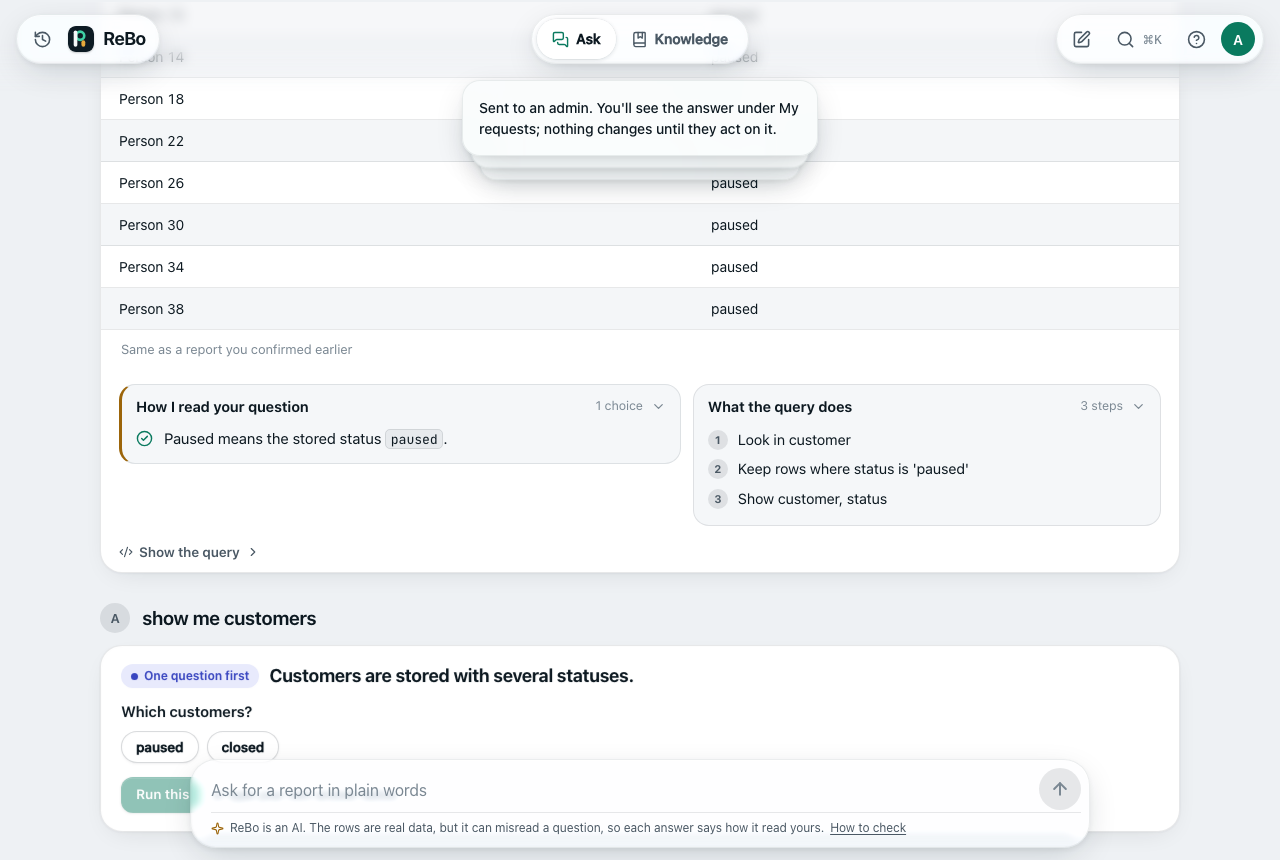 ReBo
Ask
Knowledge
⌘K
A
Person 14
Sent to an admin. You'll see the answer under My
requests; nothing changes until they act on it.
Person 18
Person 22
Person 26 paused
Person 30 paused
Person 34 paused
Person 38 paused
Same as a report you confirmed earlier
How I read your question 1 choice
Paused means the stored status paused.
What the query does 3 steps
1 Look in customer
2 Keep rows where status is 'paused'
3 Show customer, status
Show the query
A show me customers
One question first Customers are stored with several statuses.
Which customers?
paused closed
Run this
Ask for a report in plain words
ReBo is an AI. The rows are real data, but it can misread a question, so each answer says how it read yours. How to check